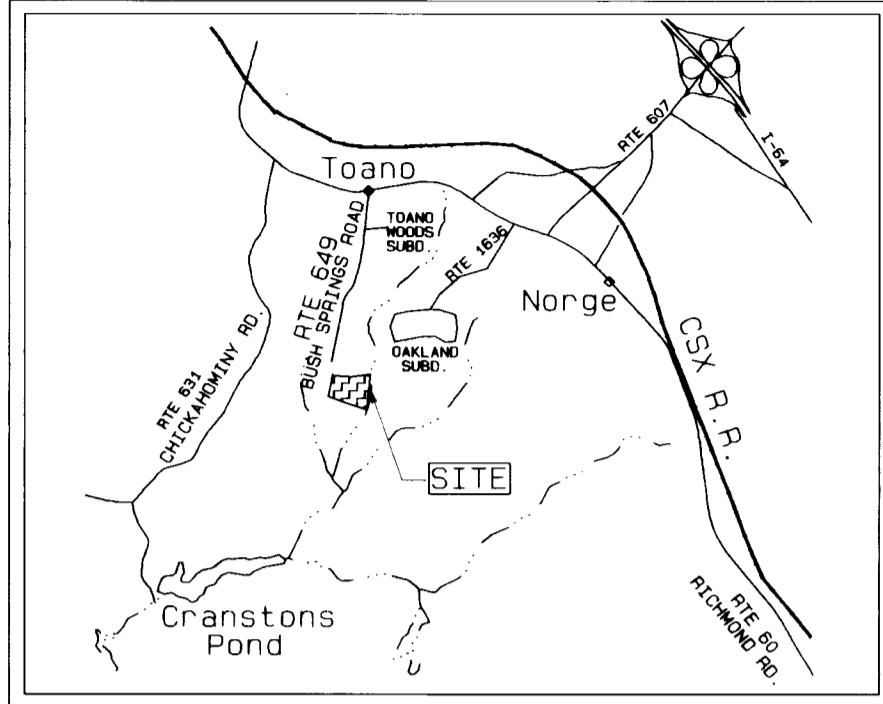 I-64
RTE 607
Toano
TOANO
WOODS
SUBD.
RTE 649
BUSH SPRINGS ROAD
RTE 1636
Norge
OAKLAND
SUBD.
RTE 631
CHICKAHOMINY RD.
CSX R.R.
SITE
Cranstons
Pond
RTE 60
RICHMOND RD.